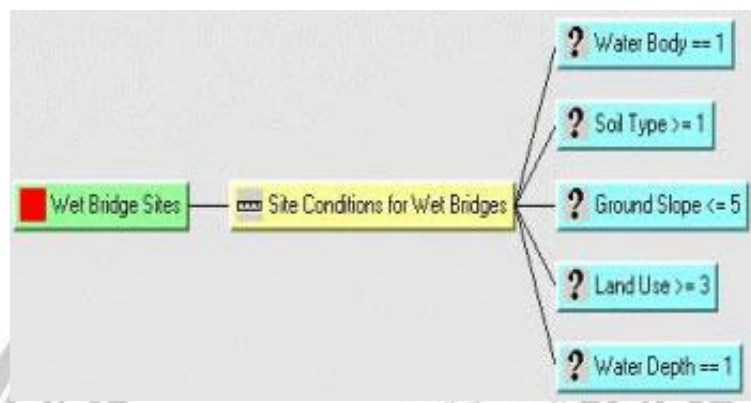 Water Body == 1
Soil Type >= 1
Wet Bridge Sites
Site Conditions for Wet Bridges
Ground Slope <= 5
Land Use >= 3
Water Depth == 1